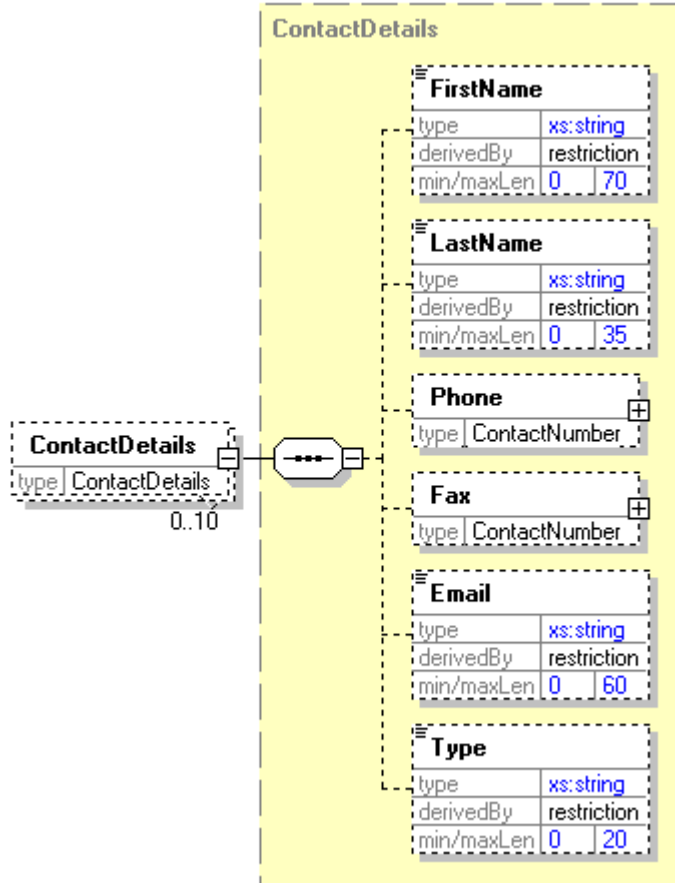 ContactDetails
FirstName
type xs:string
derivedBy restriction
min/maxLen 0 70
LastName
type xs:string
derivedBy restriction
min/maxLen 0 35
Phone
type ContactNumber
ContactDetails
type ContactDetails
0..10
Fax
type ContactNumber
Email
type xs:string
derivedBy restriction
min/maxLen 0 60
Type
type xs:string
derivedBy restriction
min/maxLen 0 20